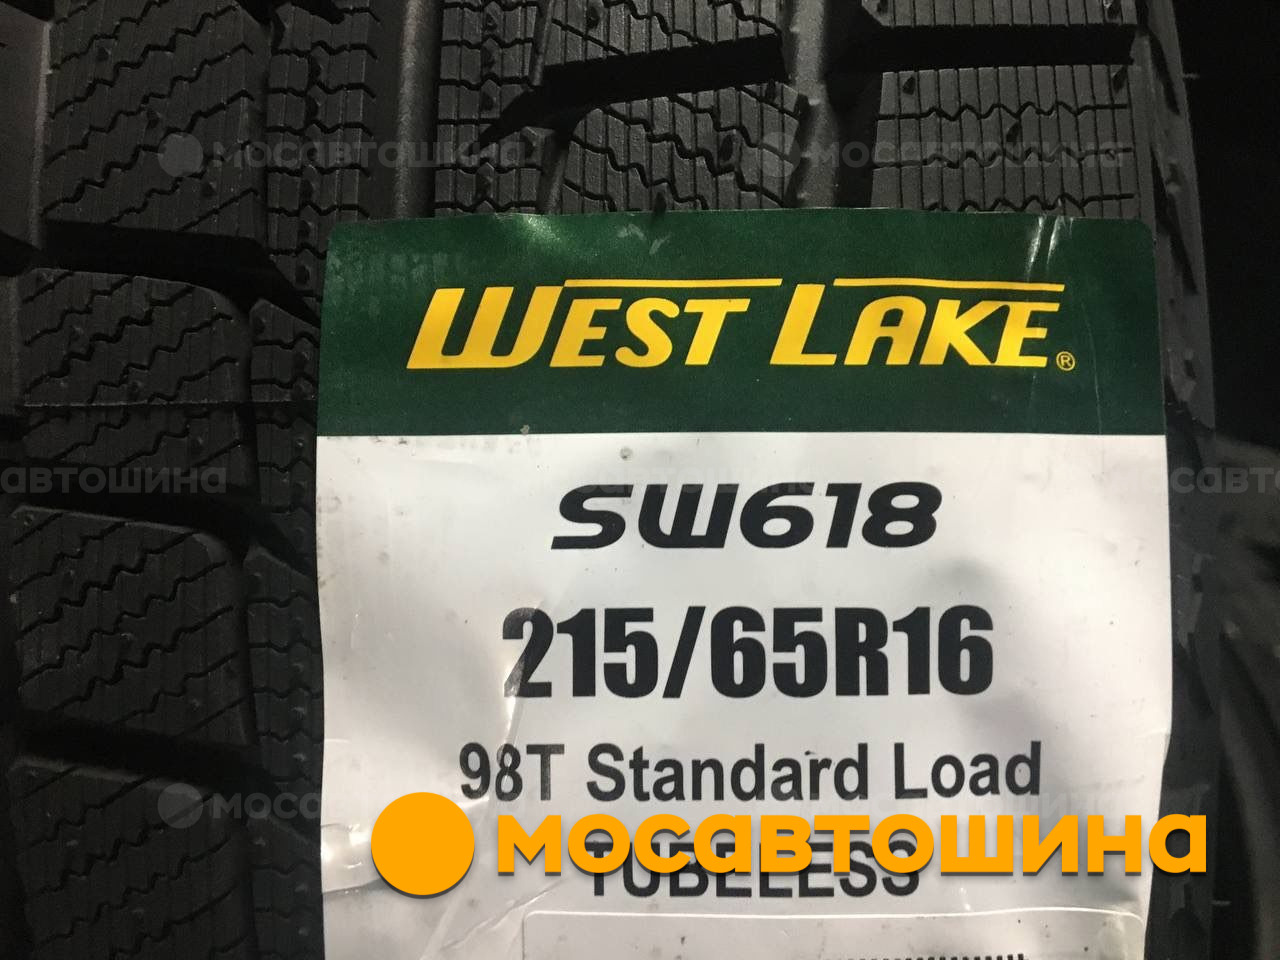 WEST LAKE®
SW618
215/65R16
98T Standard Load
мосавтошина
TUBELESS